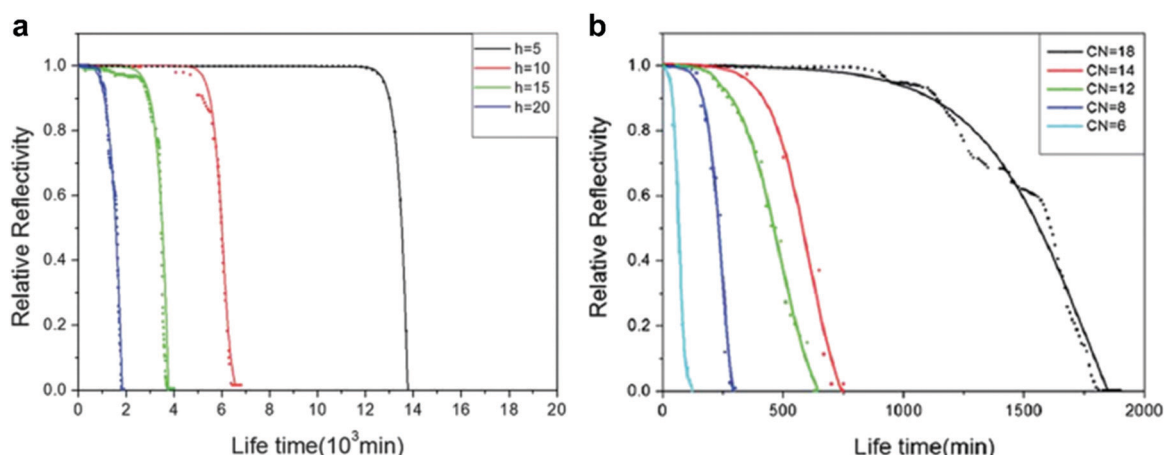 a
h=5
h=10
h=15
h=20
1.0
0.8
0.6
0.4
0.2
0.0
Relative Reflectivity
0 2 4 6 8 10 12 14 16 18 20
Life time(10³min)
b
CN=18
CN=14
CN=12
CN=8
CN=6
1.0
0.8
0.6
0.4
0.2
0.0
Relative Reflectivity
0 500 1000 1500 2000
Life time(min)